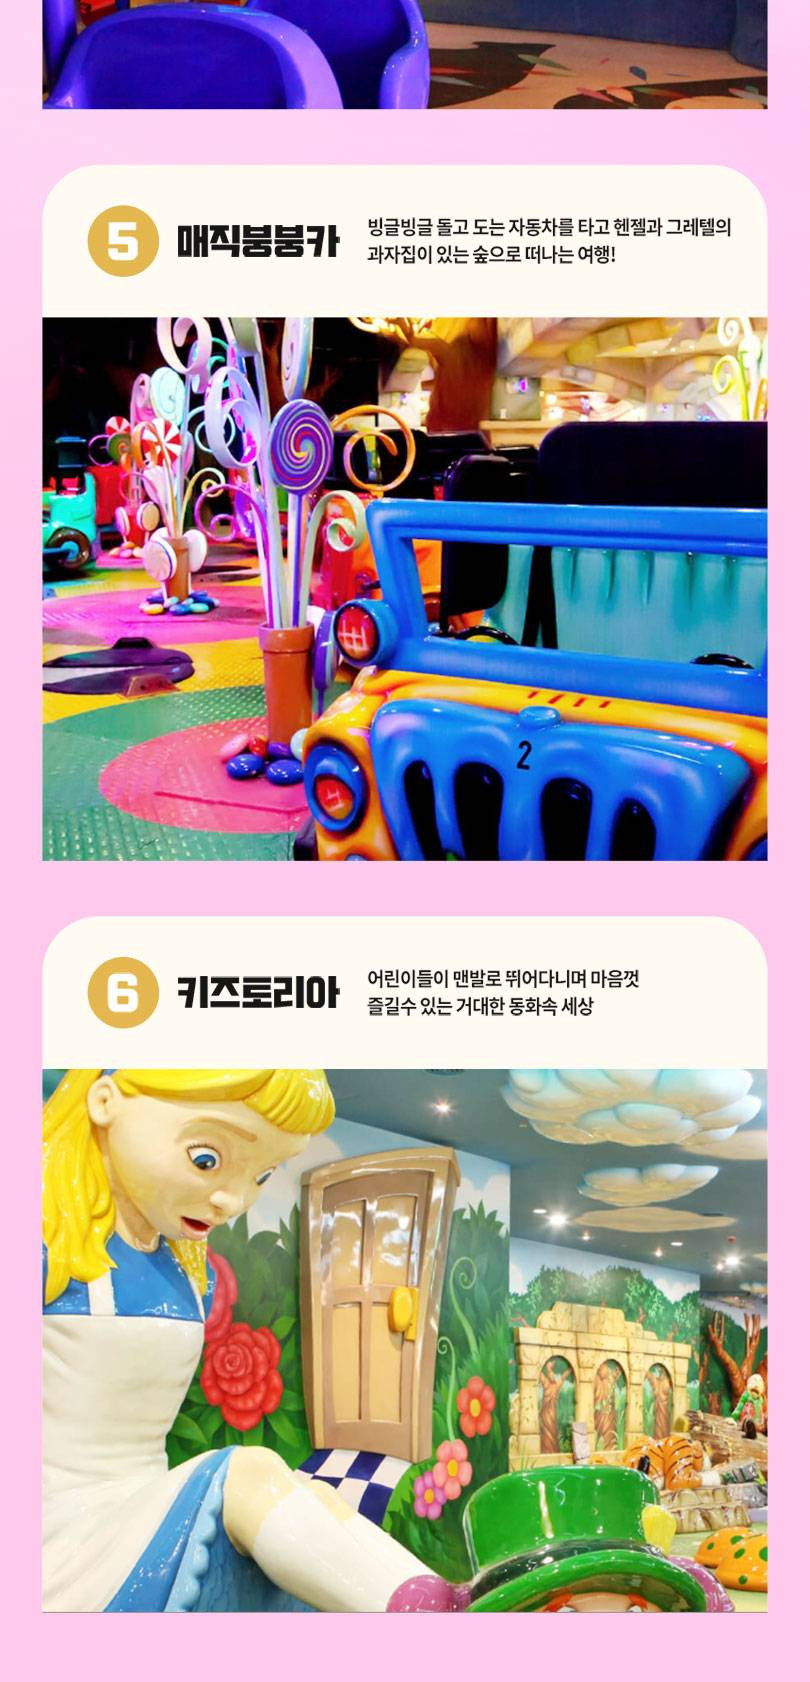 5
매직붕붕카
빙글빙글 돌고 도는 자동차를 타고 헨젤과 그레텔의
과자집이 있는 숲으로 떠나는 여행!
2
6
키즈토리아
어린이들이 맨발로 뛰어다니며 마음껏
즐길수 있는 거대한 동화속 세상